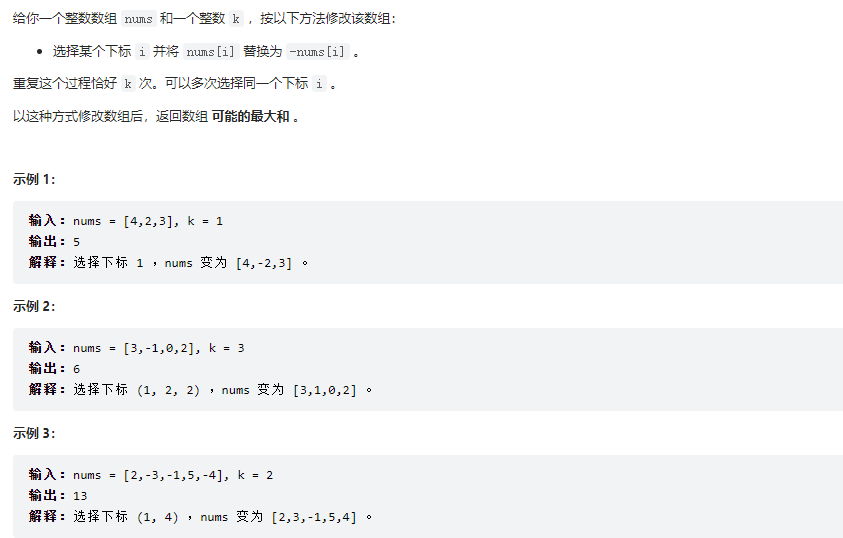 给你一个整数数组 nums 和一个整数 k ，按以下方法修改该数组：
• 选择某个下标 i 并将 nums[i] 替换为 -nums[i] 。
重复这个过程恰好 k 次。可以多次选择同一个下标 i 。
以这种方式修改数组后，返回数组 可能的最大和 。
示例 1：
输入：nums = [4,2,3], k = 1
输出：5
解释：选择下标 1 ，nums 变为 [4,-2,3] 。
示例 2：
输入：nums = [3,-1,0,2], k = 3
输出：6
解释：选择下标 (1, 2, 2) ，nums 变为 [3,1,0,2] 。
示例 3：
输入：nums = [2,-3,-1,5,-4], k = 2
输出：13
解释：选择下标 (1, 4) ，nums 变为 [2,3,-1,5,4] 。